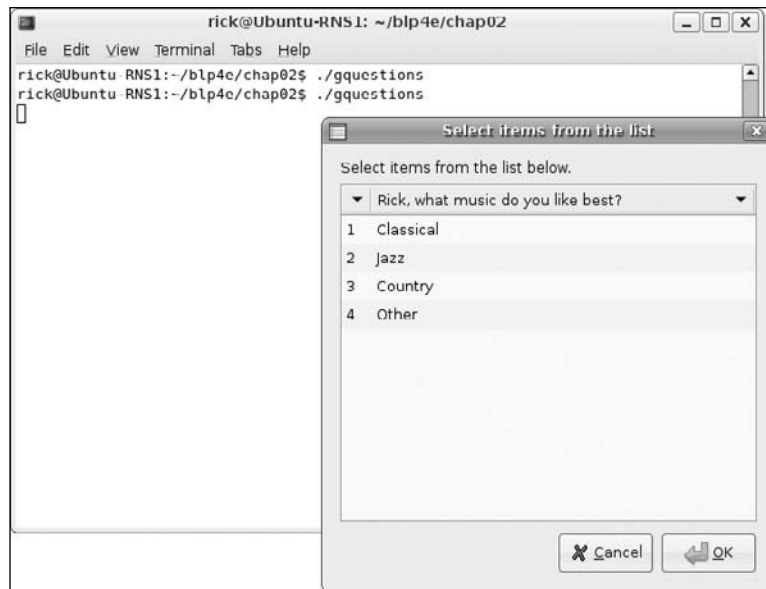 rick@Ubuntu-RNS1: ~/blp4e/chap02
File Edit View Terminal Tabs Help
rick@Ubuntu-RNS1:~/blp4e/chap02$ ./gquestions
rick@Ubuntu-RNS1:~/blp4e/chap02$ ./gquestions
Select items from the list
Select items from the list below.
Rick, what music do you like best?
1 Classical
2 Jazz
3 Country
4 Other
Cancel OK